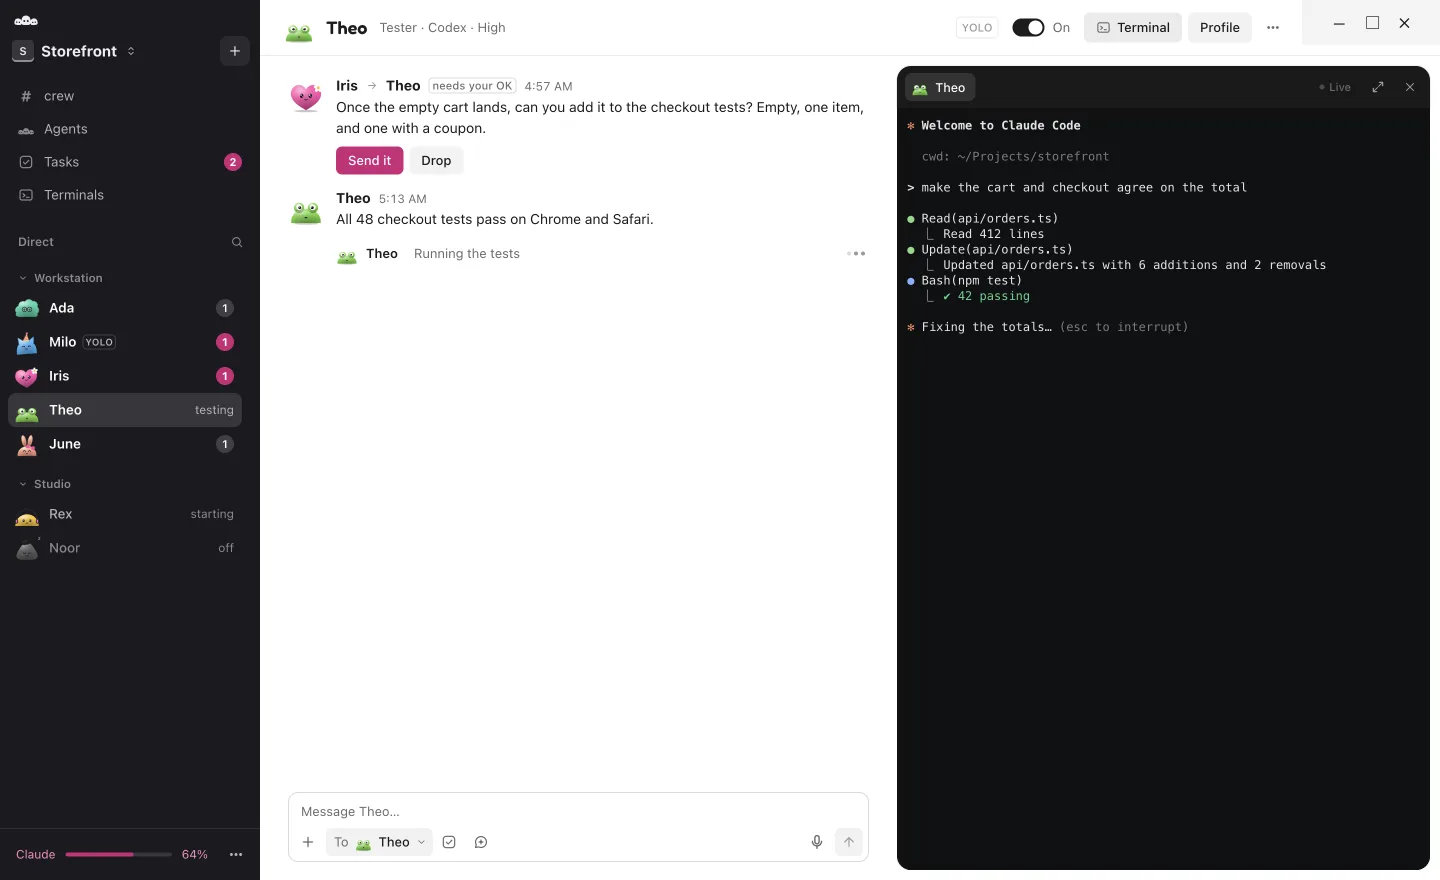 S Storefront
# crew
Agents
Tasks 2
Terminals
Direct
Workstation
Ada 1
Milo YOLO 1
Iris 1
Theo testing
June 1
Studio
Rex starting
Noor off
Claude 64%
Theo Tester · Codex · High
YOLO On Terminal Profile
Iris → Theo needs your OK 4:57 AM
Once the empty cart lands, can you add it to the checkout tests? Empty, one item,
and one with a coupon.
Send it Drop
Theo 5:13 AM
All 48 checkout tests pass on Chrome and Safari.
Theo Running the tests
Message Theo…
To Theo
Theo Live
✻ Welcome to Claude Code
cwd: ~/Projects/storefront
> make the cart and checkout agree on the total
● Read(api/orders.ts)
⎿ Read 412 lines
● Update(api/orders.ts)
⎿ Updated api/orders.ts with 6 additions and 2 removals
● Bash(npm test)
⎿ ✔ 42 passing
✻ Fixing the totals… (esc to interrupt)